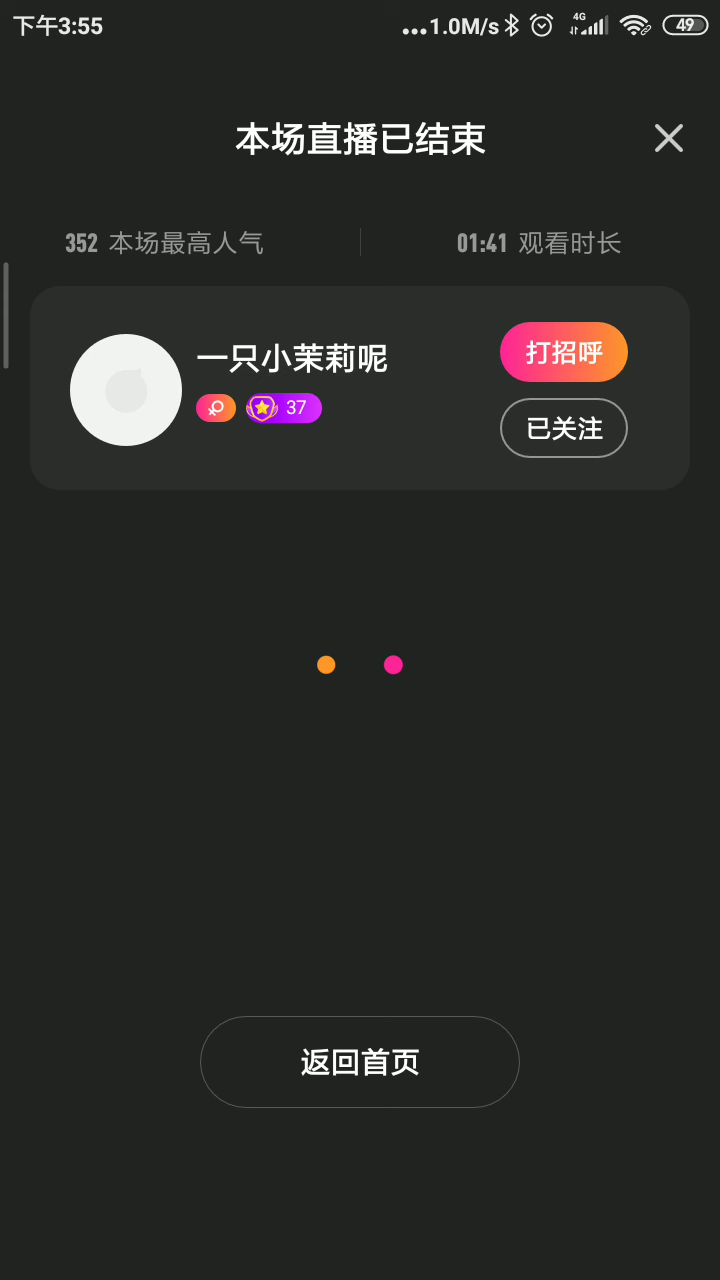 下午3:55
...1.0M/s
4G
49
本场直播已结束
352 本场最高人气
01:41 观看时长
一只小茉莉呢
37
打招呼
已关注
返回首页